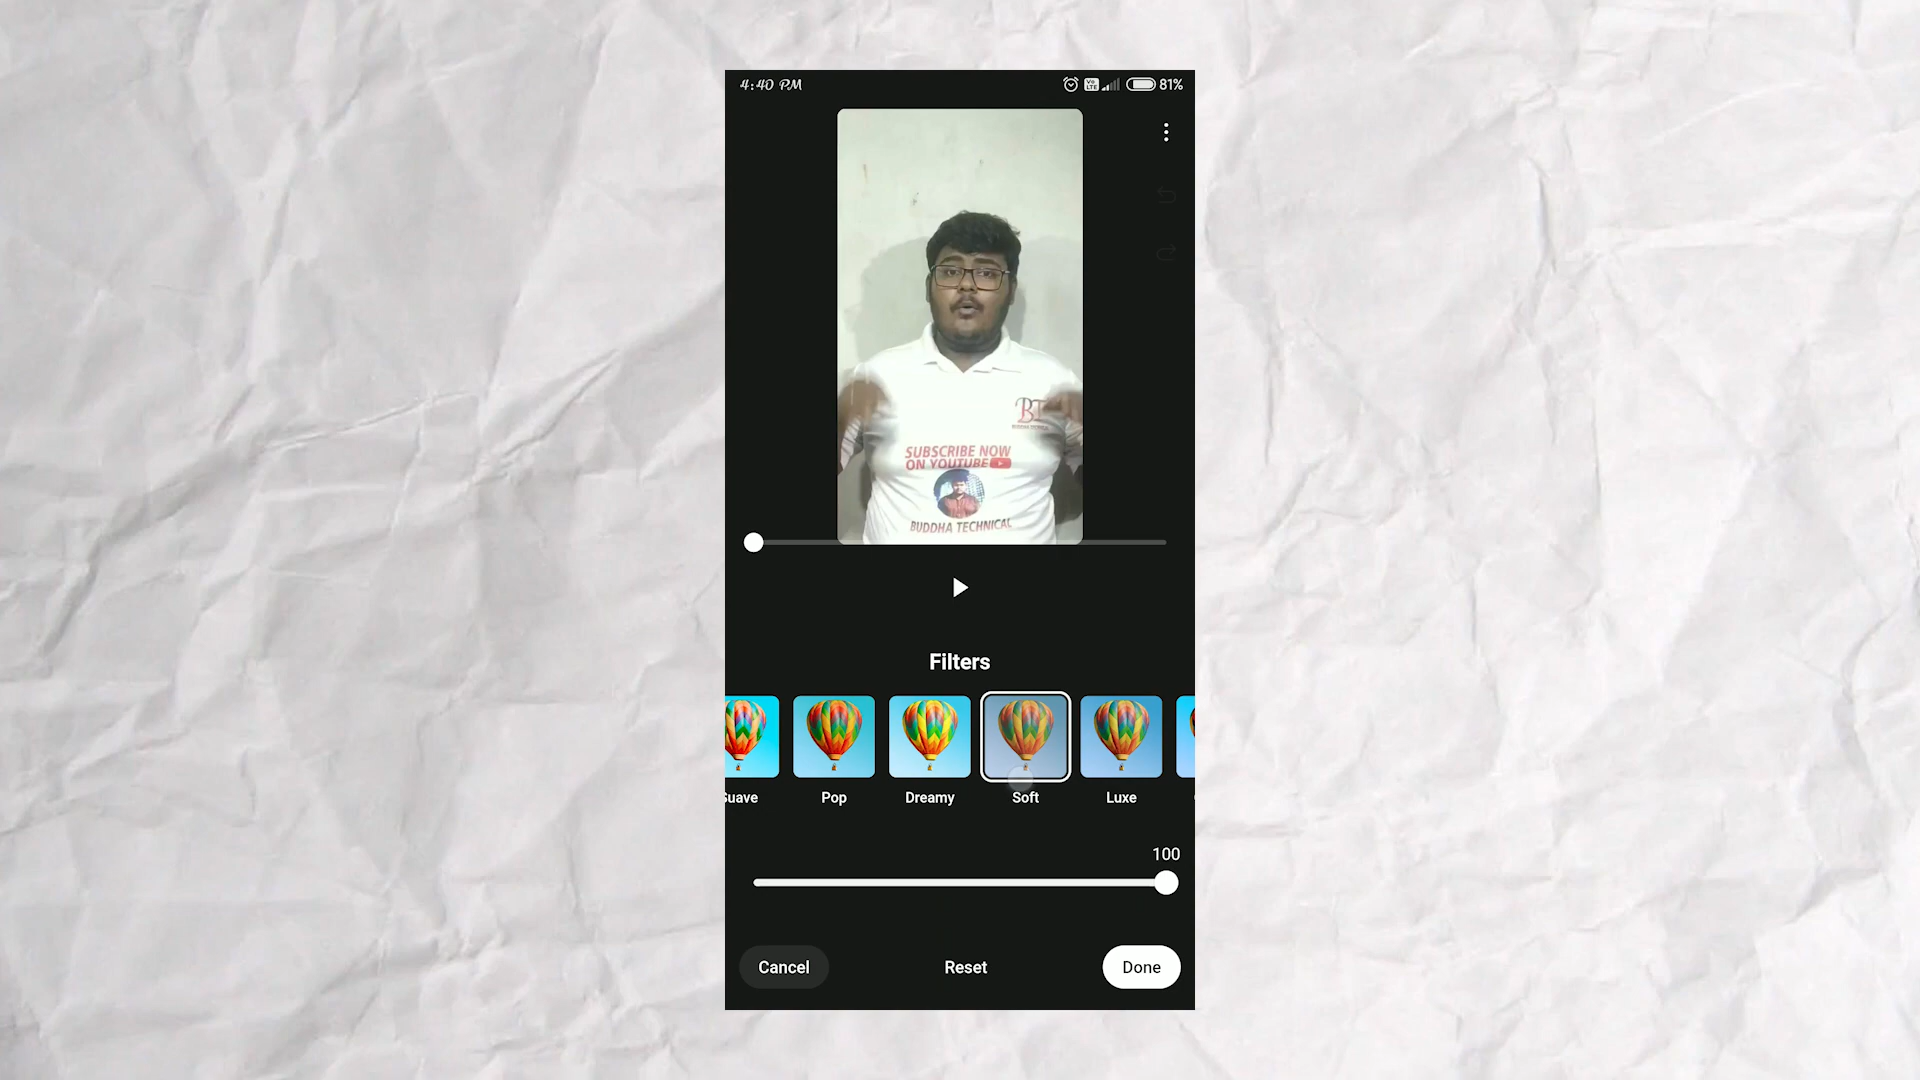 4:40 PM
81%
BT
SUBSCRIBE NOW
ON YOUTUBE
BUDDHA TECHNICAL
Filters
Suave
Pop
Dreamy
Soft
Luxe
100
Cancel
Reset
Done